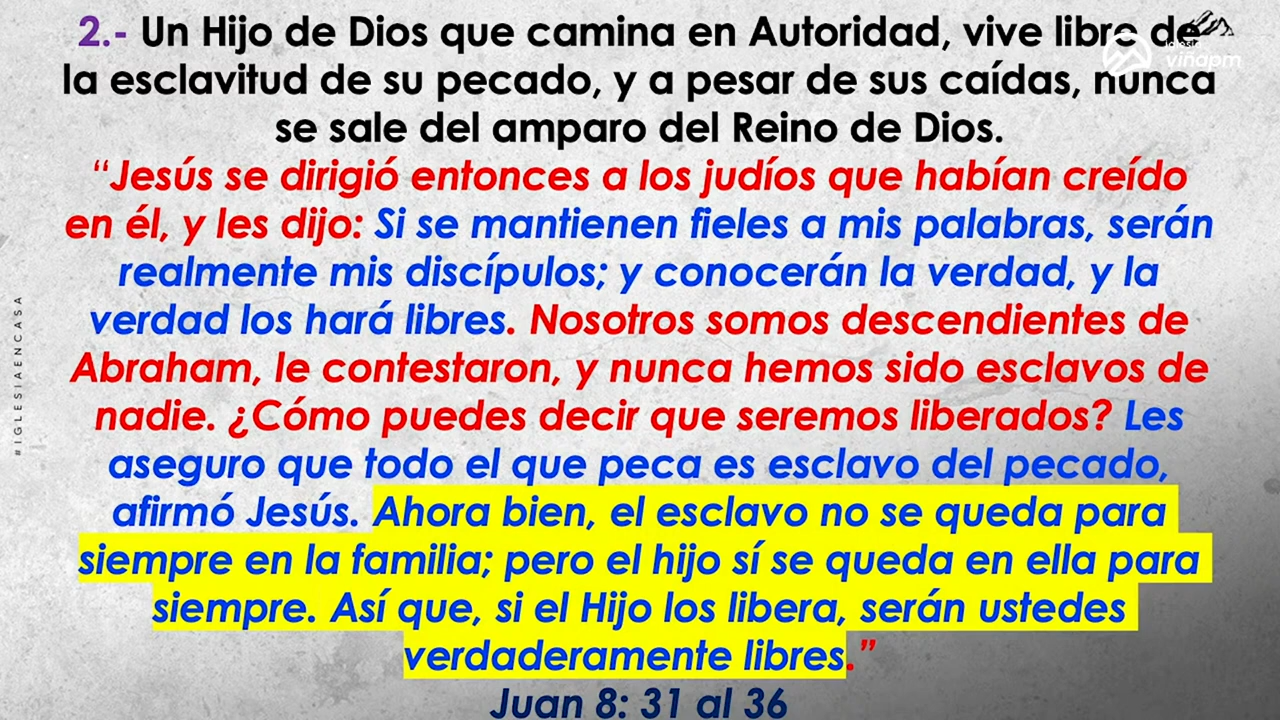 2.- Un Hijo de Dios que camina en Autoridad, vive libre de
la esclavitud de su pecado, y a pesar de sus caídas, nunca
se sale del amparo del Reino de Dios.
“Jesús se dirigió entonces a los judíos que habían creído
en él, y les dijo: Si se mantienen fieles a mis palabras, serán
realmente mis discípulos; y conocerán la verdad, y la
verdad los hará libres. Nosotros somos descendientes de
Abraham, le contestaron, y nunca hemos sido esclavos de
nadie. ¿Cómo puedes decir que seremos liberados? Les
aseguro que todo el que peca es esclavo del pecado,
afirmó Jesús. Ahora bien, el esclavo no se queda para
siempre en la familia; pero el hijo sí se queda en ella para
siempre. Así que, si el Hijo los libera, serán ustedes
verdaderamente libres.”
Juan 8: 31 al 36
#IGLESIAENCASA
vinapm